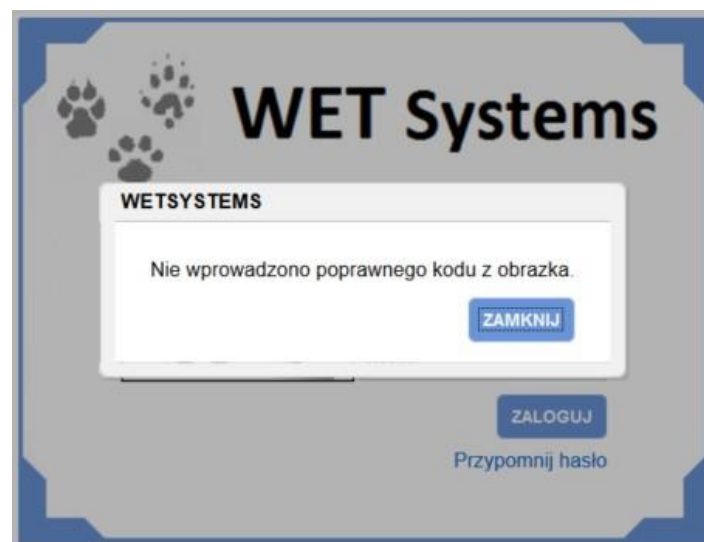 WET Systems
WETSYSTEMS
Nie wprowadzono poprawnego kodu z obrazka.
ZAMKNIJ
ZALOGUJ
Przypomnij hasło